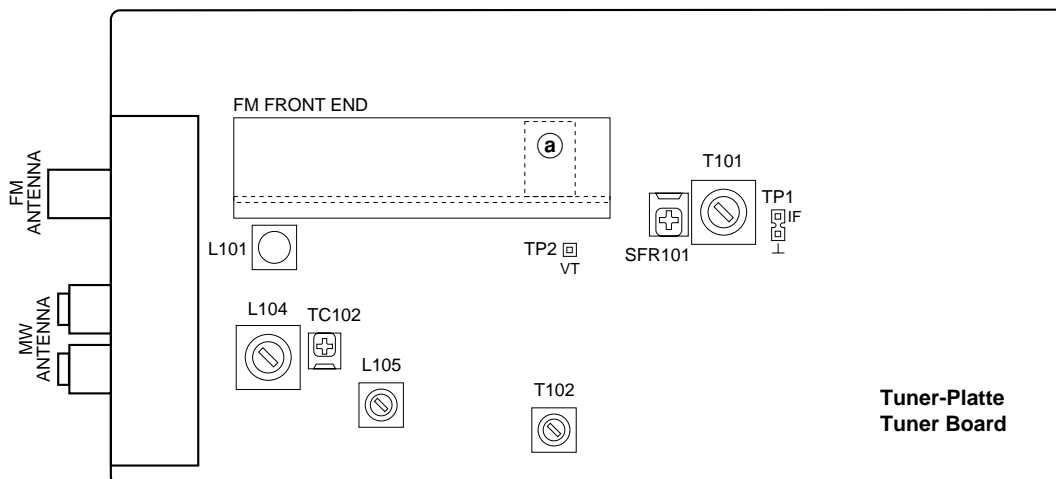 FM FRONT END
a
T101
FM
ANTENNA
TP1
IF
L101
TP2
VT
SFR101
⊥
MW
ANTENNA
L104
TC102
L105
T102
Tuner-Platte
Tuner Board